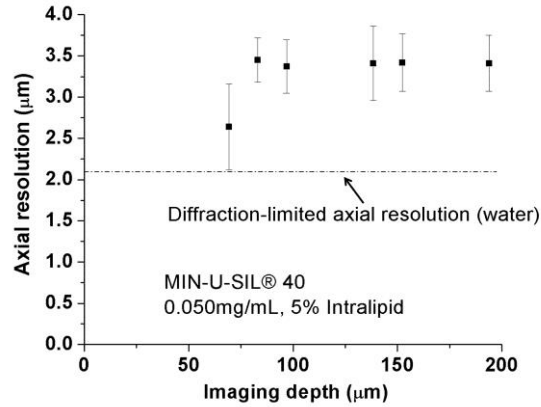 4.0
3.5
3.0
2.5
2.0
1.5
1.0
0.5
0.0
Axial resolution (μm)
Diffraction-limited axial resolution (water)
MIN-U-SIL® 40
0.050mg/mL, 5% Intralipid
0 50 100 150 200
Imaging depth (μm)